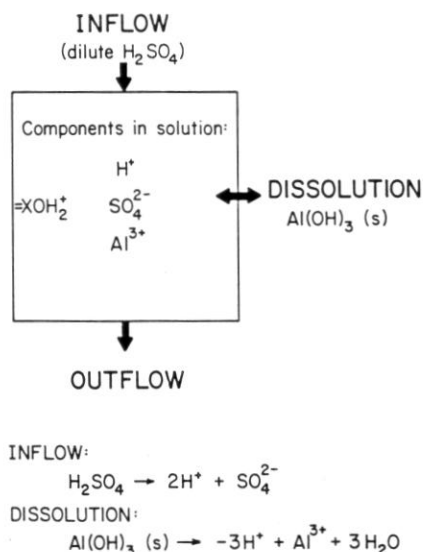 INFLOW
(dilute H₂SO₄)
Components in solution:
H⁺
=XOH₂⁺ SO₄²⁻
Al³⁺
DISSOLUTION
Al(OH)₃ (s)
OUTFLOW
INFLOW:
H₂SO₄ → 2H⁺ + SO₄²⁻
DISSOLUTION:
Al(OH)₃ (s) → -3H⁺ + Al³⁺ + 3H₂O